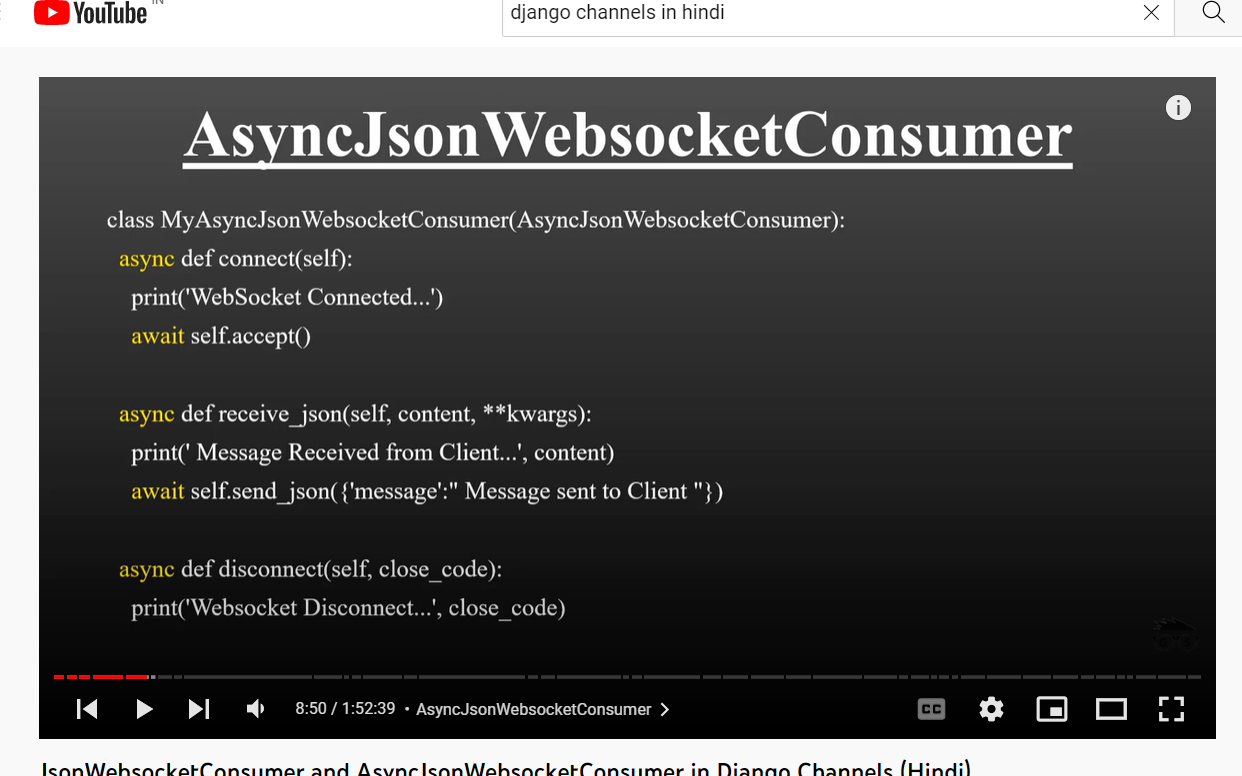 YouTube IN
django channels in hindi
AsyncJsonWebsocketConsumer
i
class MyAsyncJsonWebsocketConsumer(AsyncJsonWebsocketConsumer):
async def connect(self):
print('WebSocket Connected...')
await self.accept()
async def receive_json(self, content, **kwargs):
print(' Message Received from Client...', content)
await self.send_json({'message':" Message sent to Client "})
async def disconnect(self, close_code):
print('Websocket Disconnect...', close_code)
8:50 / 1:52:39 • AsyncJsonWebsocketConsumer
CC
JsonWebsocketConsumer and AsyncJsonWebsocketConsumer in Django Channels (Hindi)